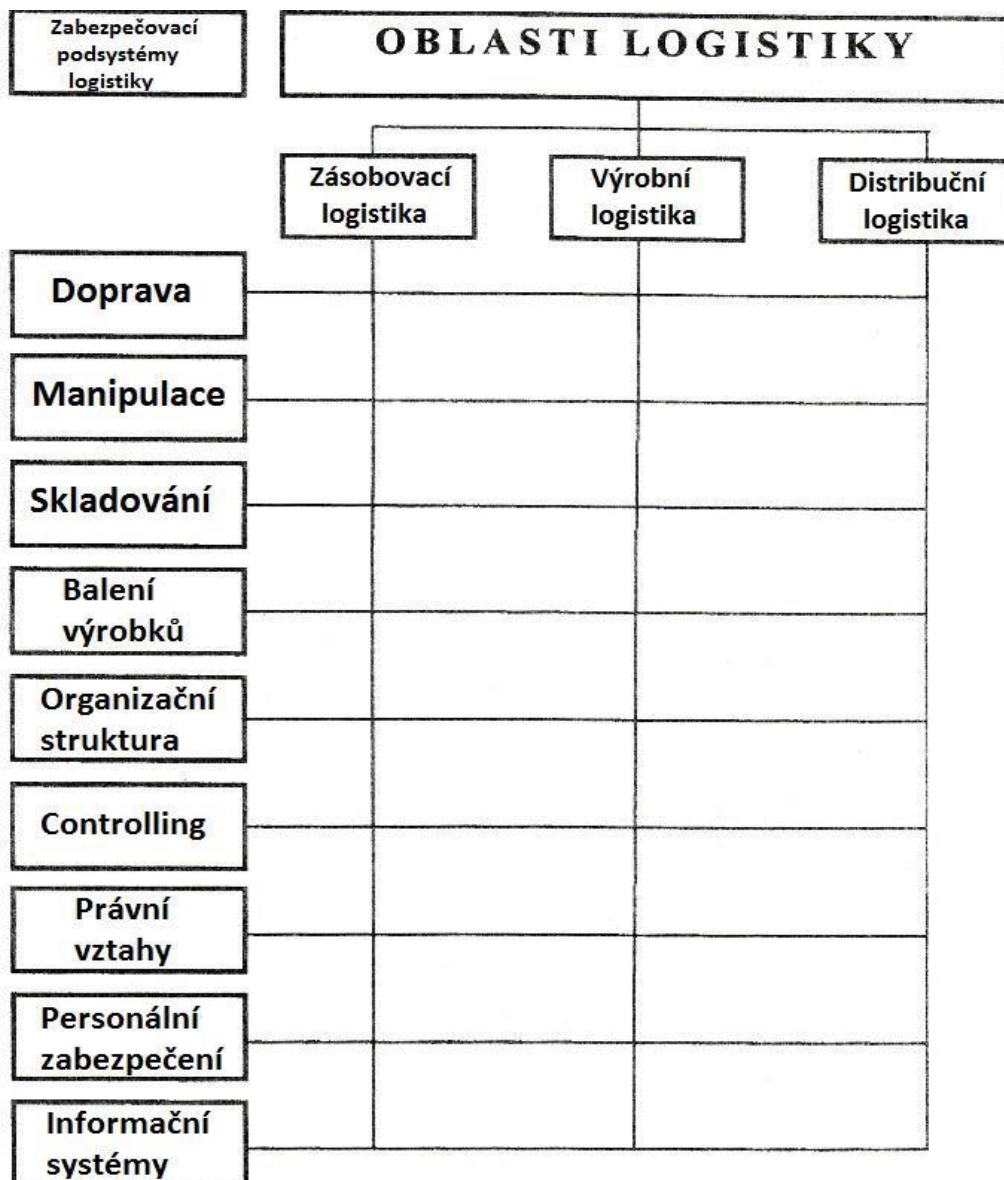 Zabezpečovací
podsystémy
logistiky
OBLASTI LOGISTIKY
Zásobovací
logistika
Výrobní
logistika
Distribuční
logistika
Doprava
Manipulace
Skladování
Balení
výrobků
Organizační
struktura
Controlling
Právní
vztahy
Personální
zabezpečení
Informační
systémy